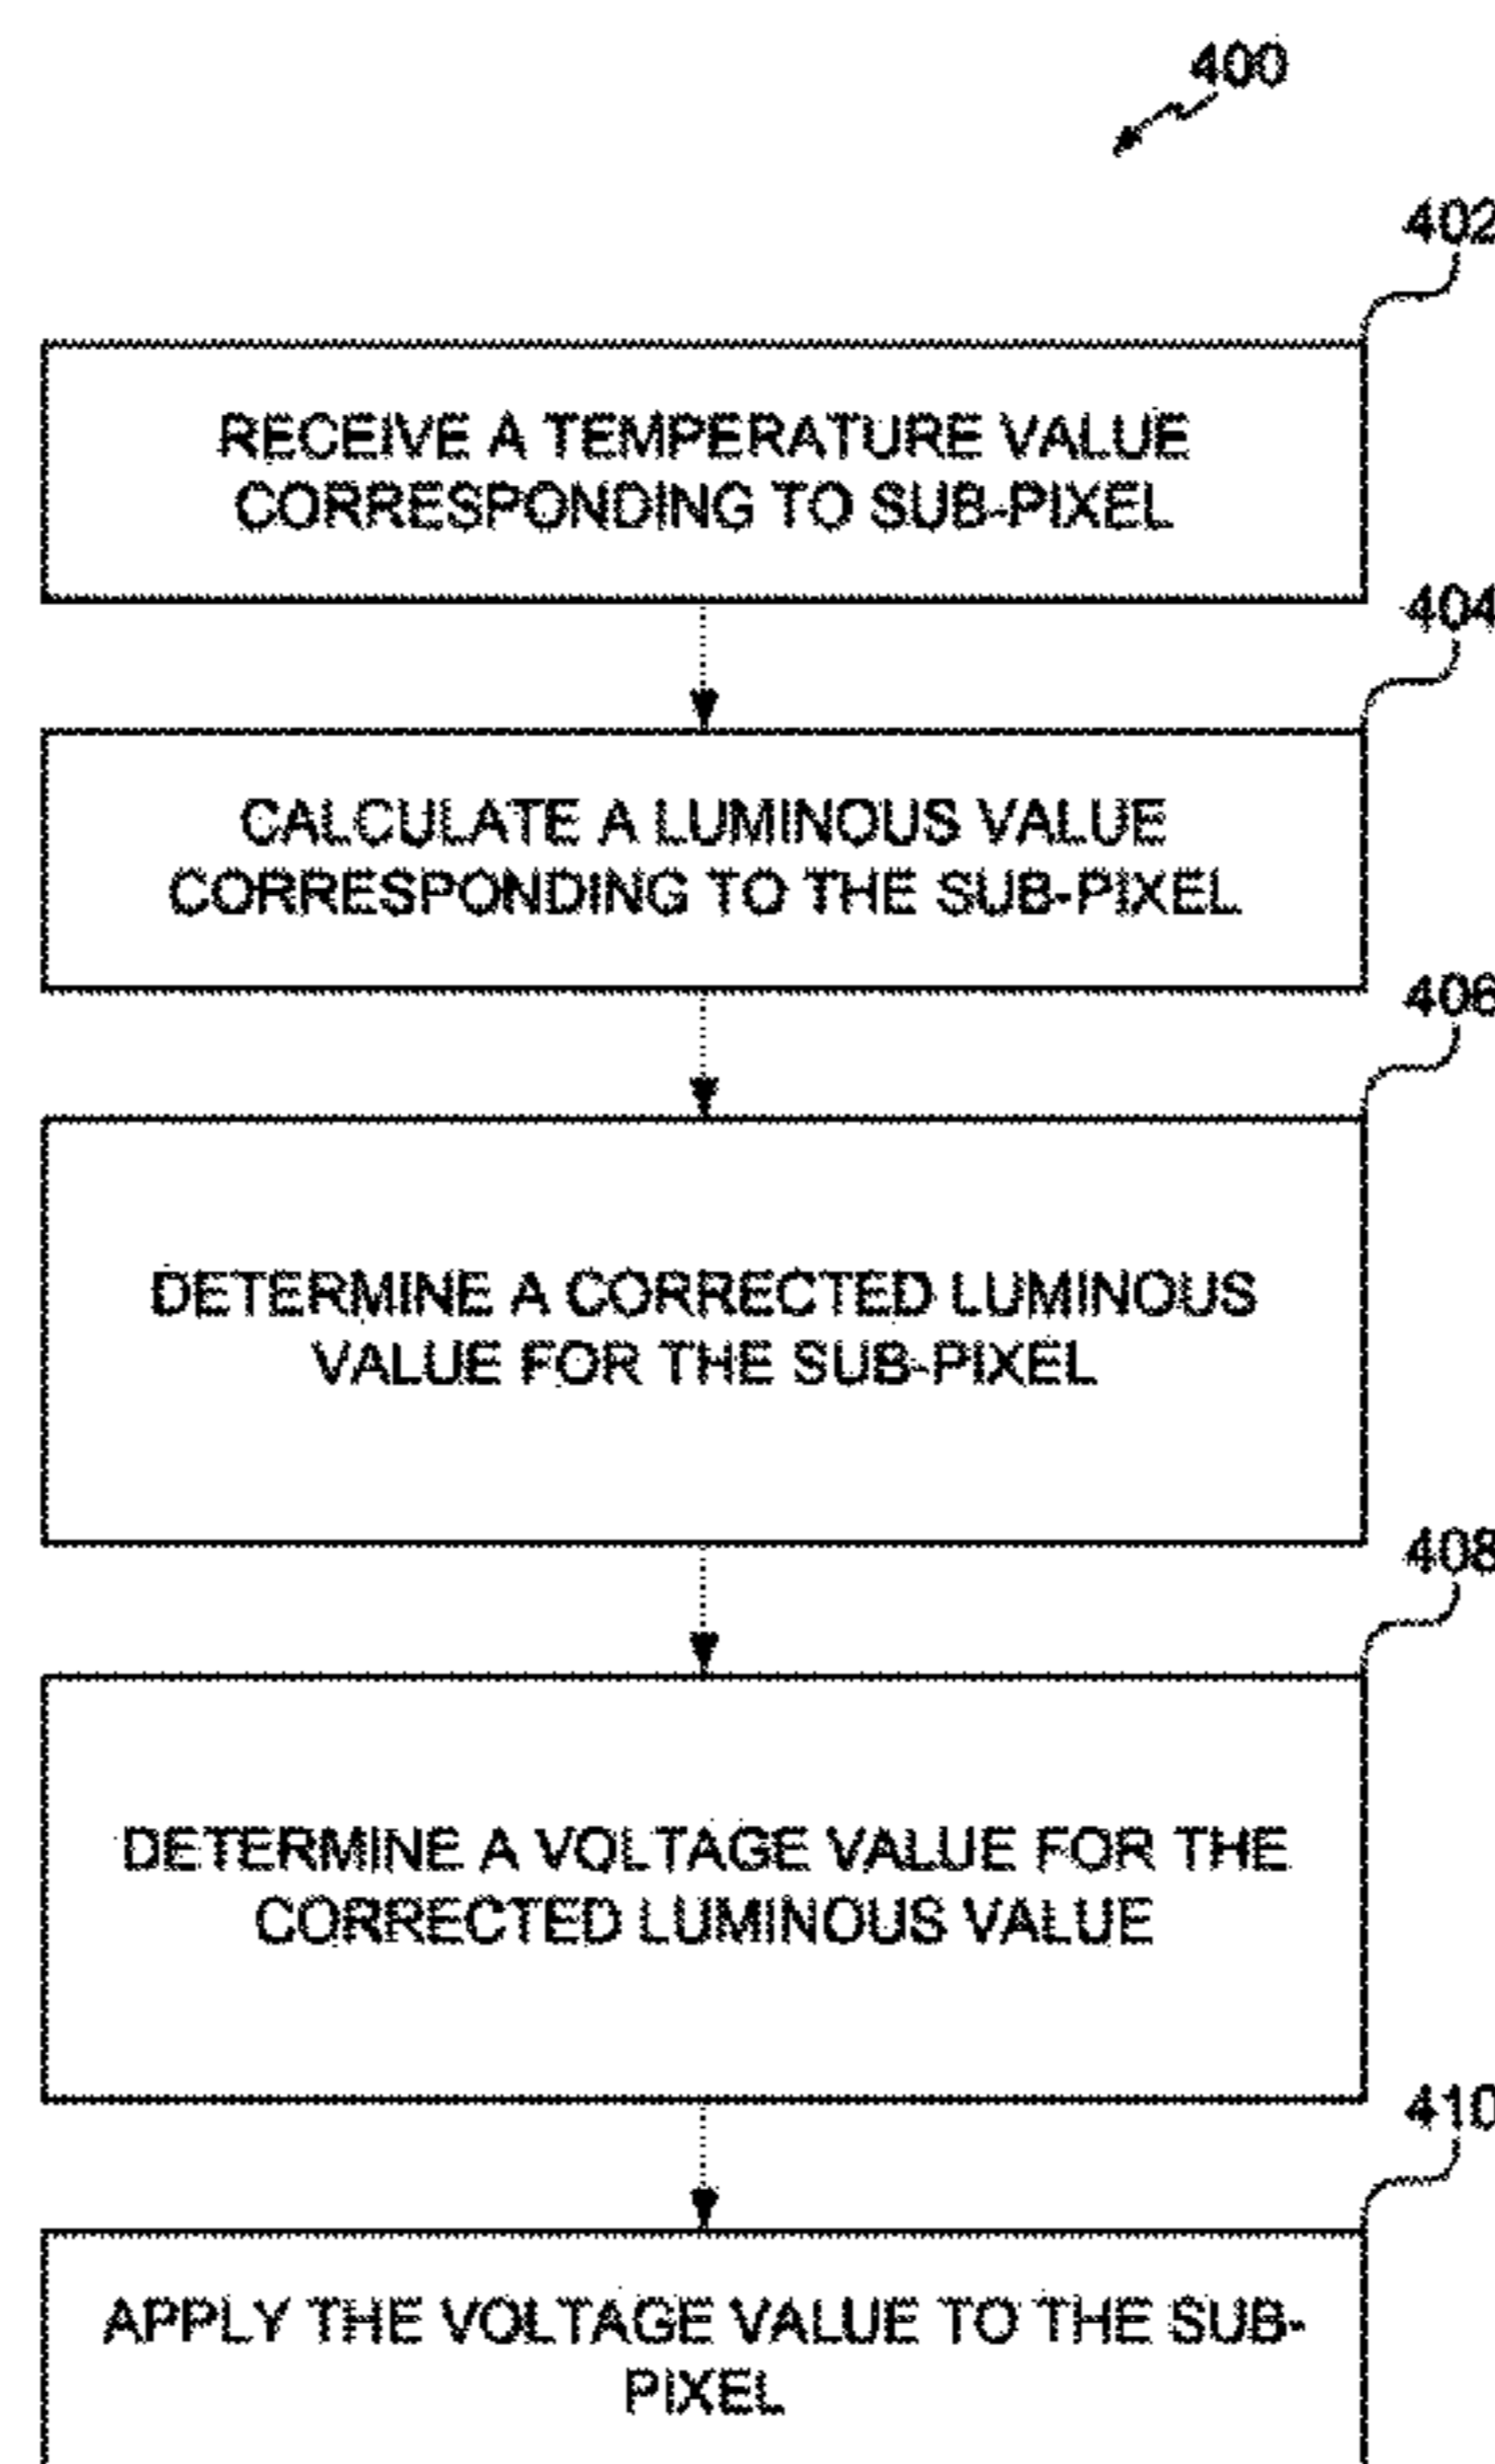 400
402
RECEIVE A TEMPERATURE VALUE
CORRESPONDING TO SUB-PIXEL
404
CALCULATE A LUMINOUS VALUE
CORRESPONDING TO THE SUB-PIXEL
406
DETERMINE A CORRECTED LUMINOUS
VALUE FOR THE SUB-PIXEL
408
DETERMINE A VOLTAGE VALUE FOR THE
CORRECTED LUMINOUS VALUE
410
APPLY THE VOLTAGE VALUE TO THE SUB-
PIXEL